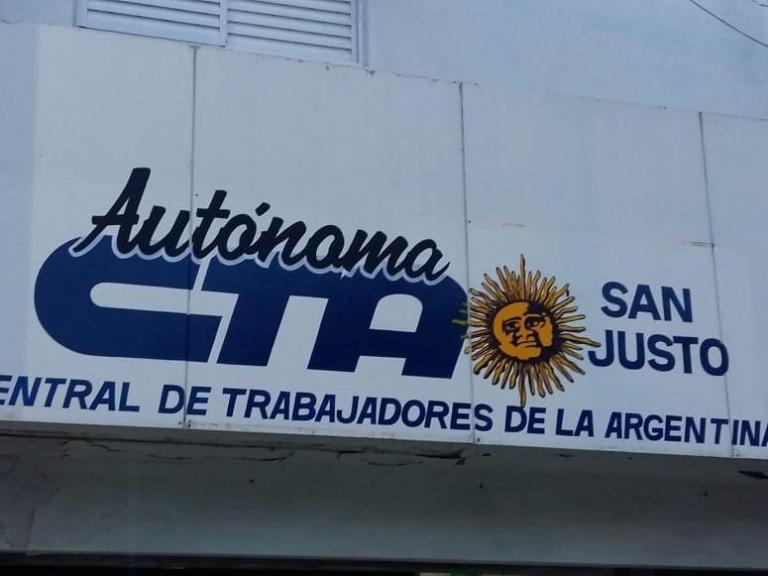 Autónoma
CTA
SAN
JUSTO
ENTRAL DE TRABAJADORES DE LA ARGENTINA